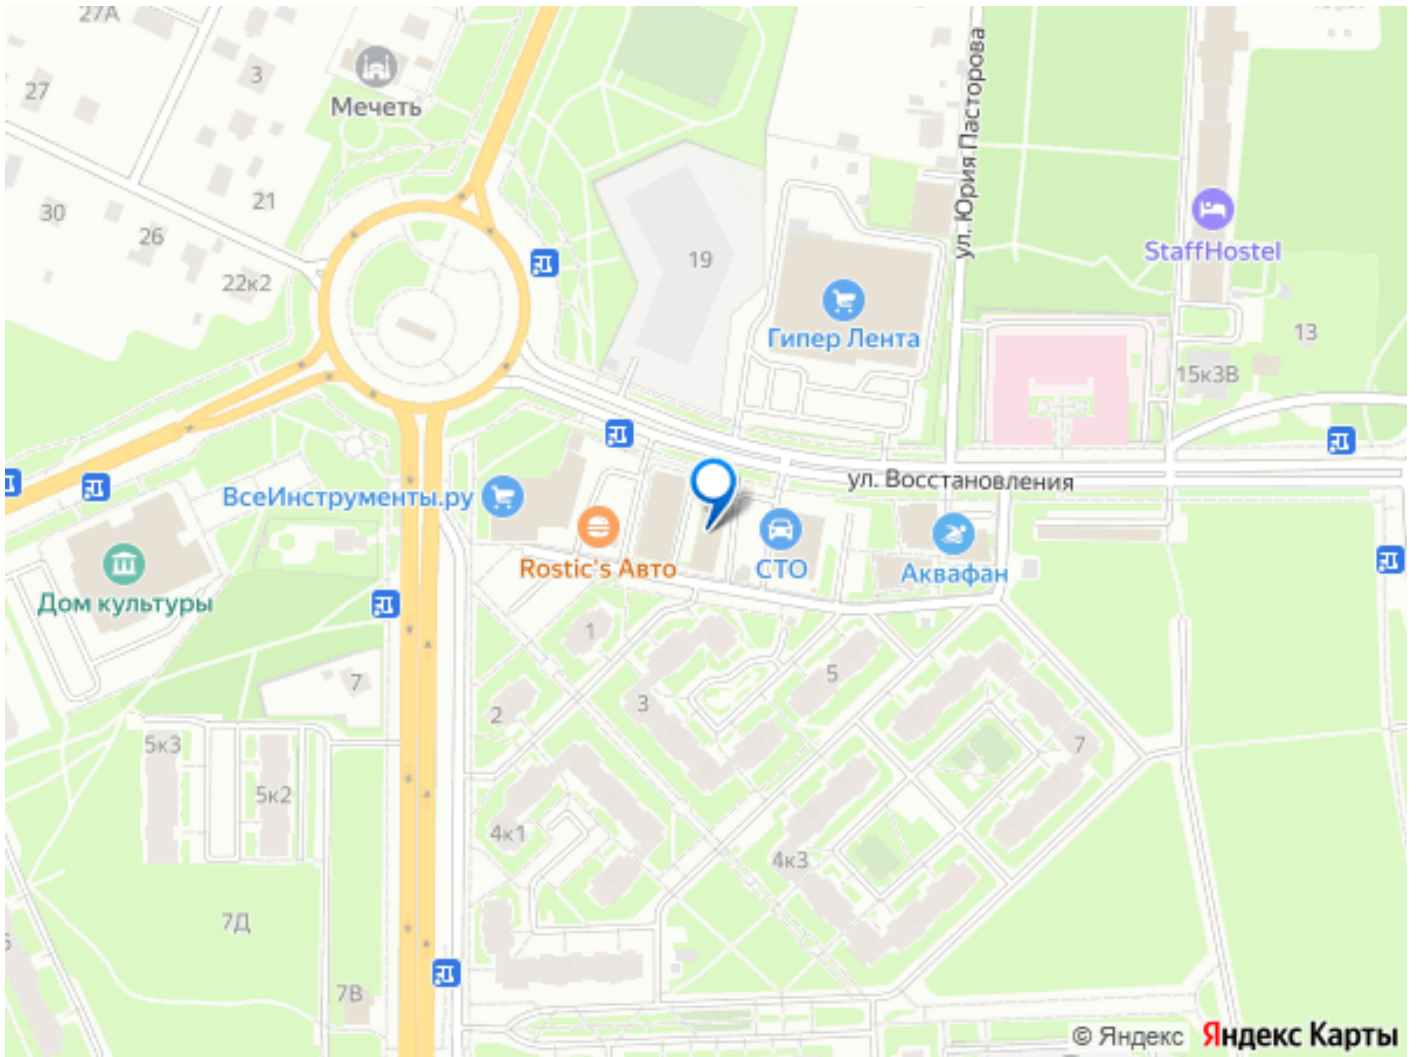 27А
3
27
Мечеть
ул. Юрия Пасторова
21
30
26
StaffHostel
19
22к2
Гипер Лента
13
15к3В
ул. Восстановления
ВсеИнструменты.ру
Rostic's Авто
СТО
Аквафан
Дом культуры
1
5
7
3
2
5к3
7
5к2
4к1
4к3
7Д
7В
© Яндекс Яндекс Карты